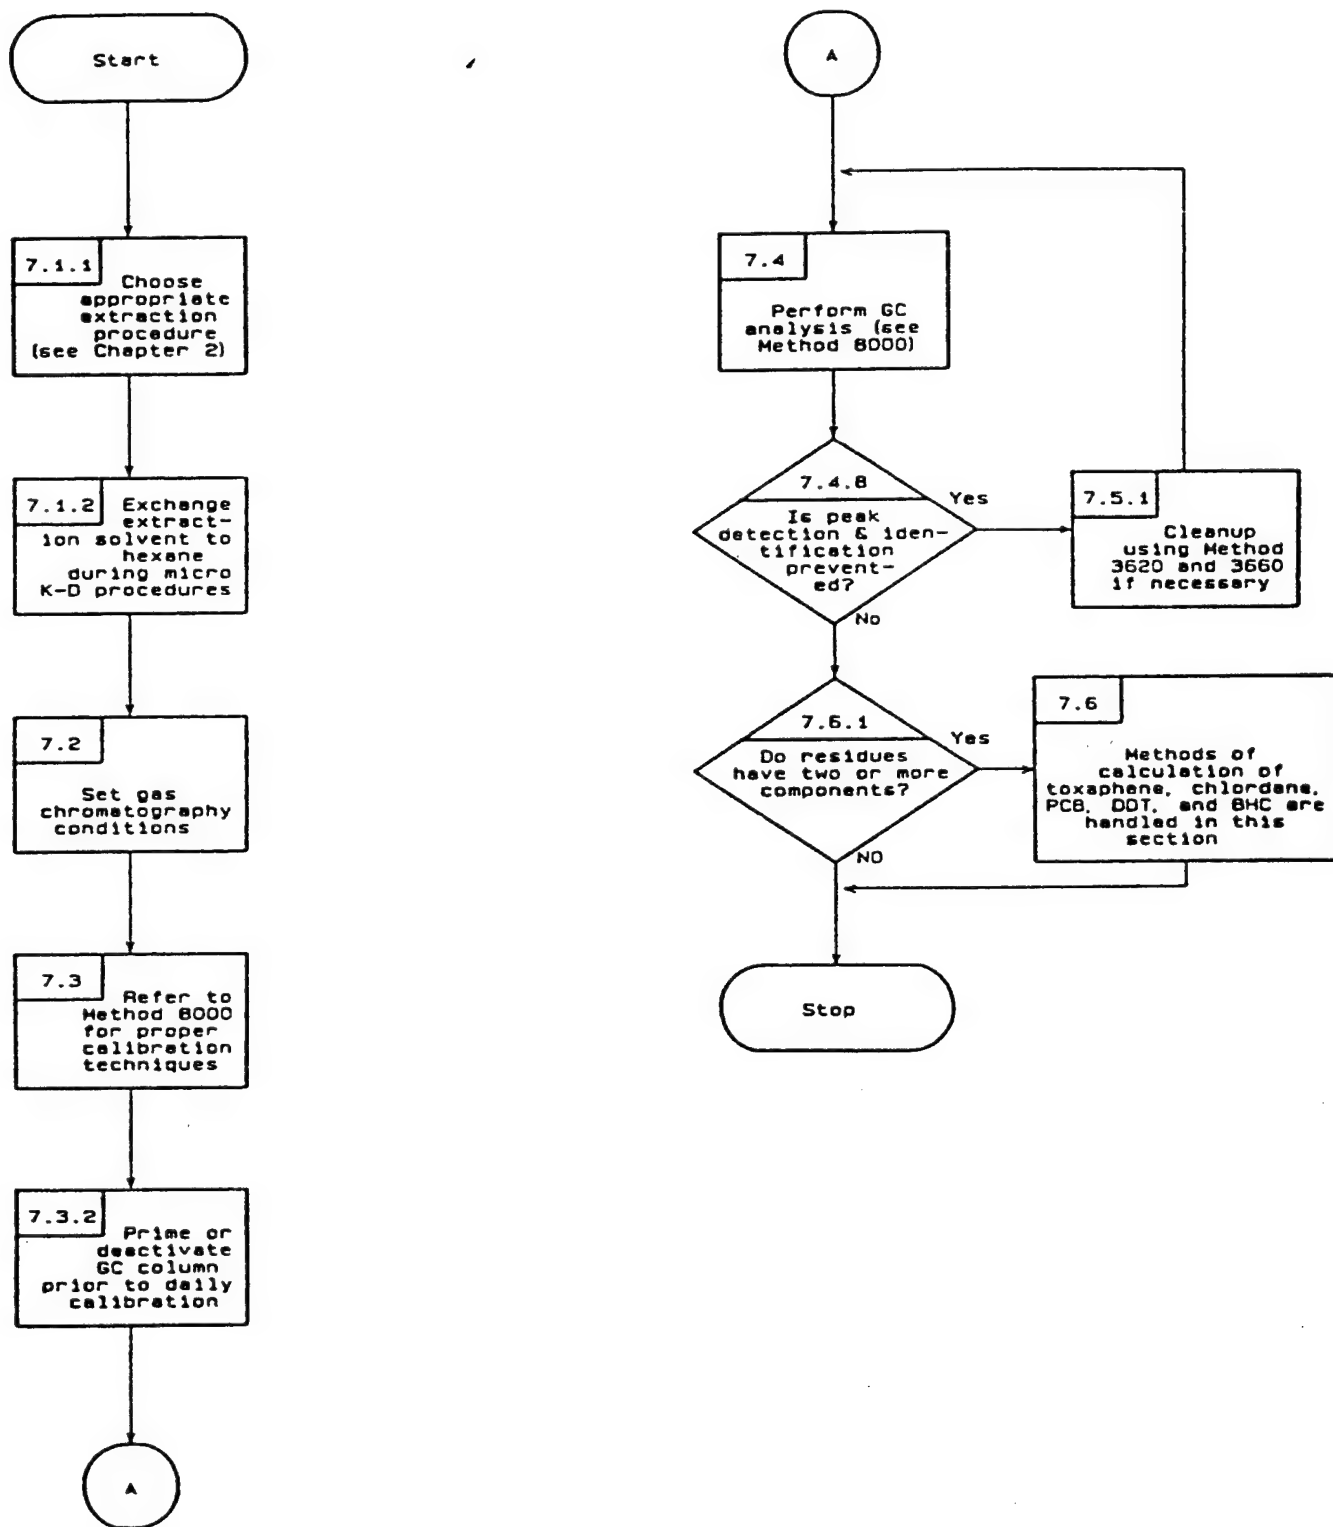 Start
7.1.1
Choose
appropriate
extraction
procedure
(see Chapter 2)
7.1.2
Exchange
extract-
ion solvent to
hexane
during micro
K-D procedures
7.2
Set gas
chromatography
conditions
7.3
Refer to
Method 8000
for proper
calibration
techniques
7.3.2
Prime or
deactivate
GC column
prior to daily
calibration
A
A
7.4
Perform GC
analysis (see
Method 8000)
7.4.8
Is peak
detection & iden-
tification
prevent-
ed?
Yes
No
7.5.1
Cleanup
using Method
3620 and 3660
if necessary
7.6.1
Do residues
have two or more
components?
Yes
NO
7.6
Methods of
calculation of
toxaphene, chlordane,
PCB, DDT, and BHC are
handled in this
section
Stop